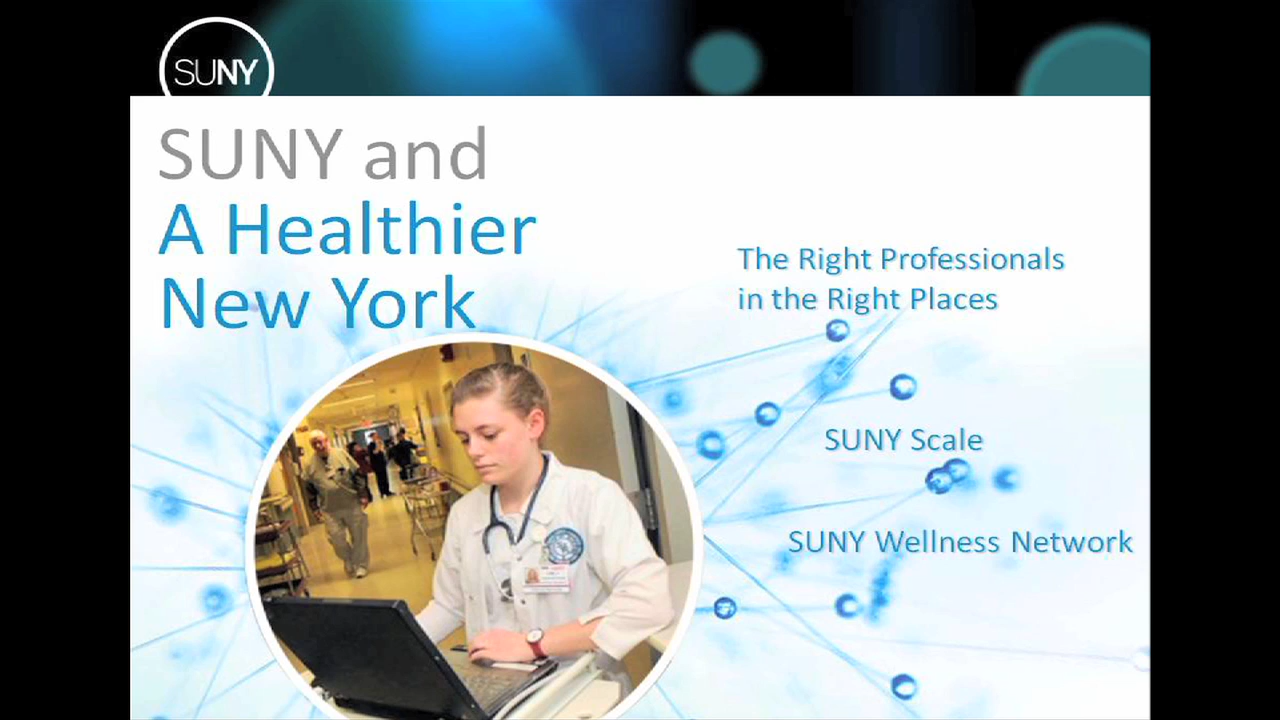 SUNY
SUNY and
A Healthier
New York
The Right Professionals
in the Right Places
SUNY Scale
SUNY Wellness Network